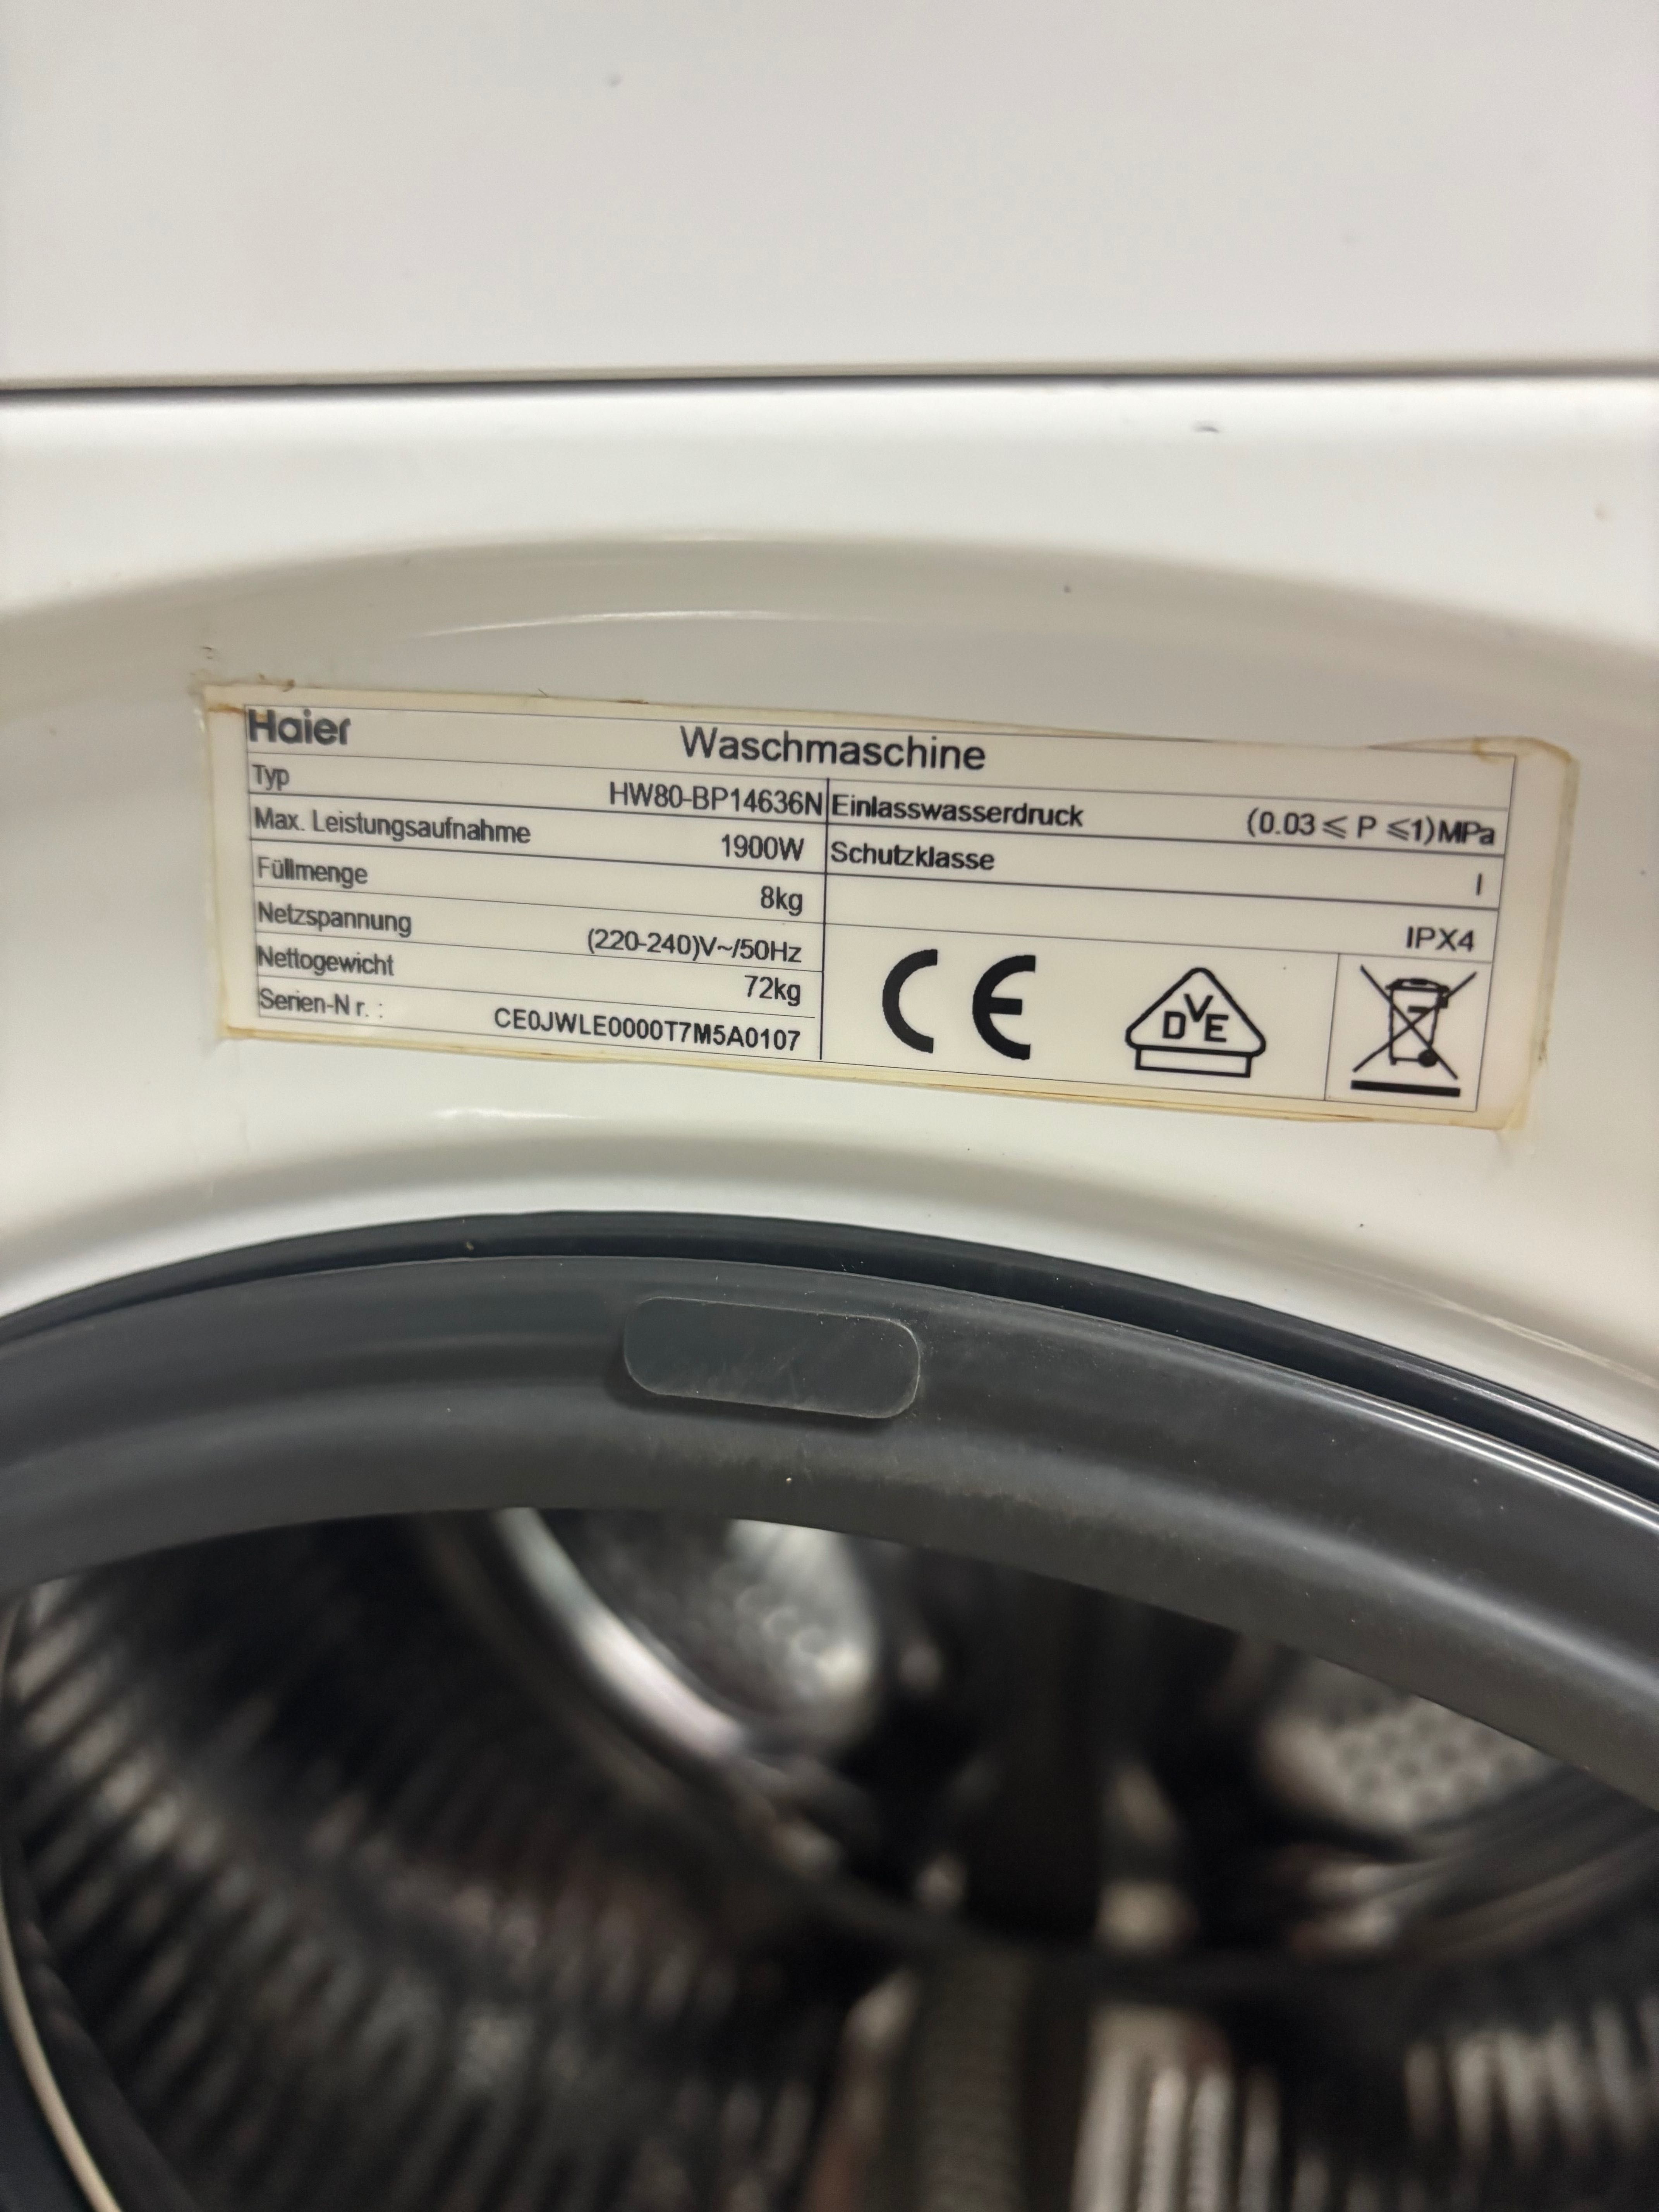 Haier
Waschmaschine
Typ HW80-BP14636N
Max. Leistungsaufnahme 1900W
Füllmenge 8kg
Netzspannung (220-240)V~/50Hz
Nettogewicht 72kg
Serien-N r. : CE0JWLE0000T7M5A0107
Einlasswasserdruck (0.03 ⩽ P ⩽1)MPa
Schutzklasse I
IPX4
CE
DVE